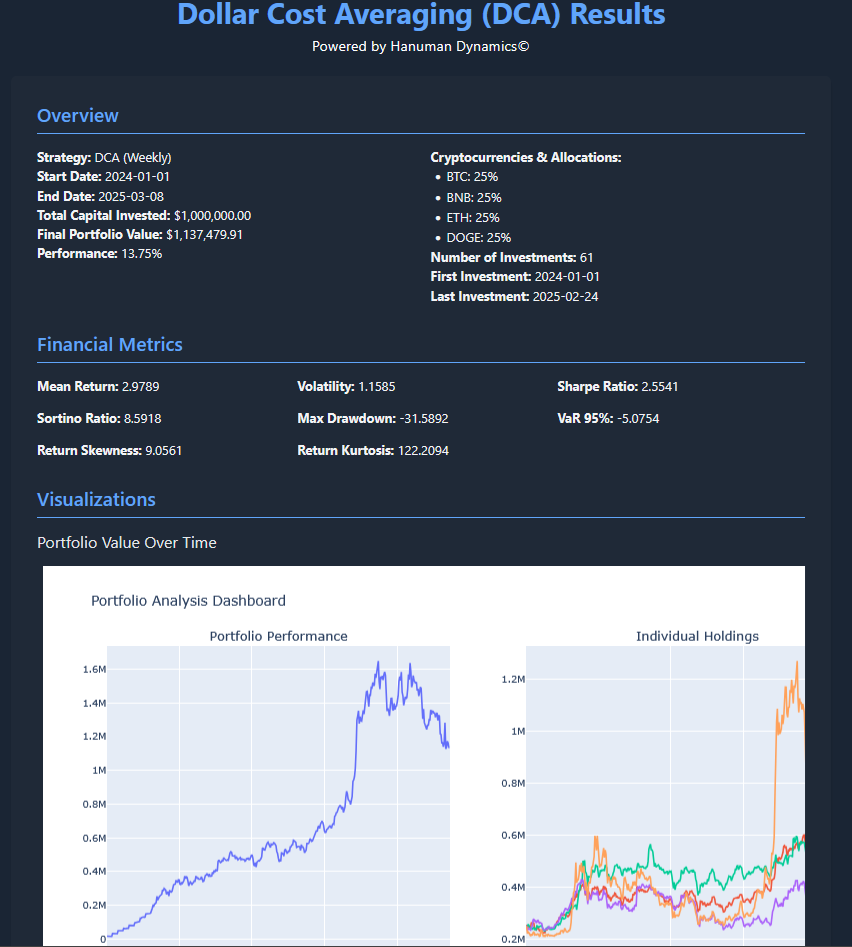 Dollar Cost Averaging (DCA) Results
Powered by Hanuman Dynamics©
Overview
Strategy: DCA (Weekly)
Start Date: 2024-01-01
End Date: 2025-03-08
Total Capital Invested: $1,000,000.00
Final Portfolio Value: $1,137,479.91
Performance: 13.75%
Cryptocurrencies & Allocations:
• BTC: 25%
• BNB: 25%
• ETH: 25%
• DOGE: 25%
Number of Investments: 61
First Investment: 2024-01-01
Last Investment: 2025-02-24
Financial Metrics
Mean Return: 2.9789
Volatility: 1.1585
Sharpe Ratio: 2.5541
Sortino Ratio: 8.5918
Max Drawdown: -31.5892
VaR 95%: -5.0754
Return Skewness: 9.0561
Return Kurtosis: 122.2094
Visualizations
Portfolio Value Over Time
Portfolio Analysis Dashboard
Portfolio Performance
1.6M
1.4M
1.2M
1M
0.8M
0.6M
0.4M
0.2M
0
Individual Holdings
1.2M
1M
0.8M
0.6M
0.4M
0.2M